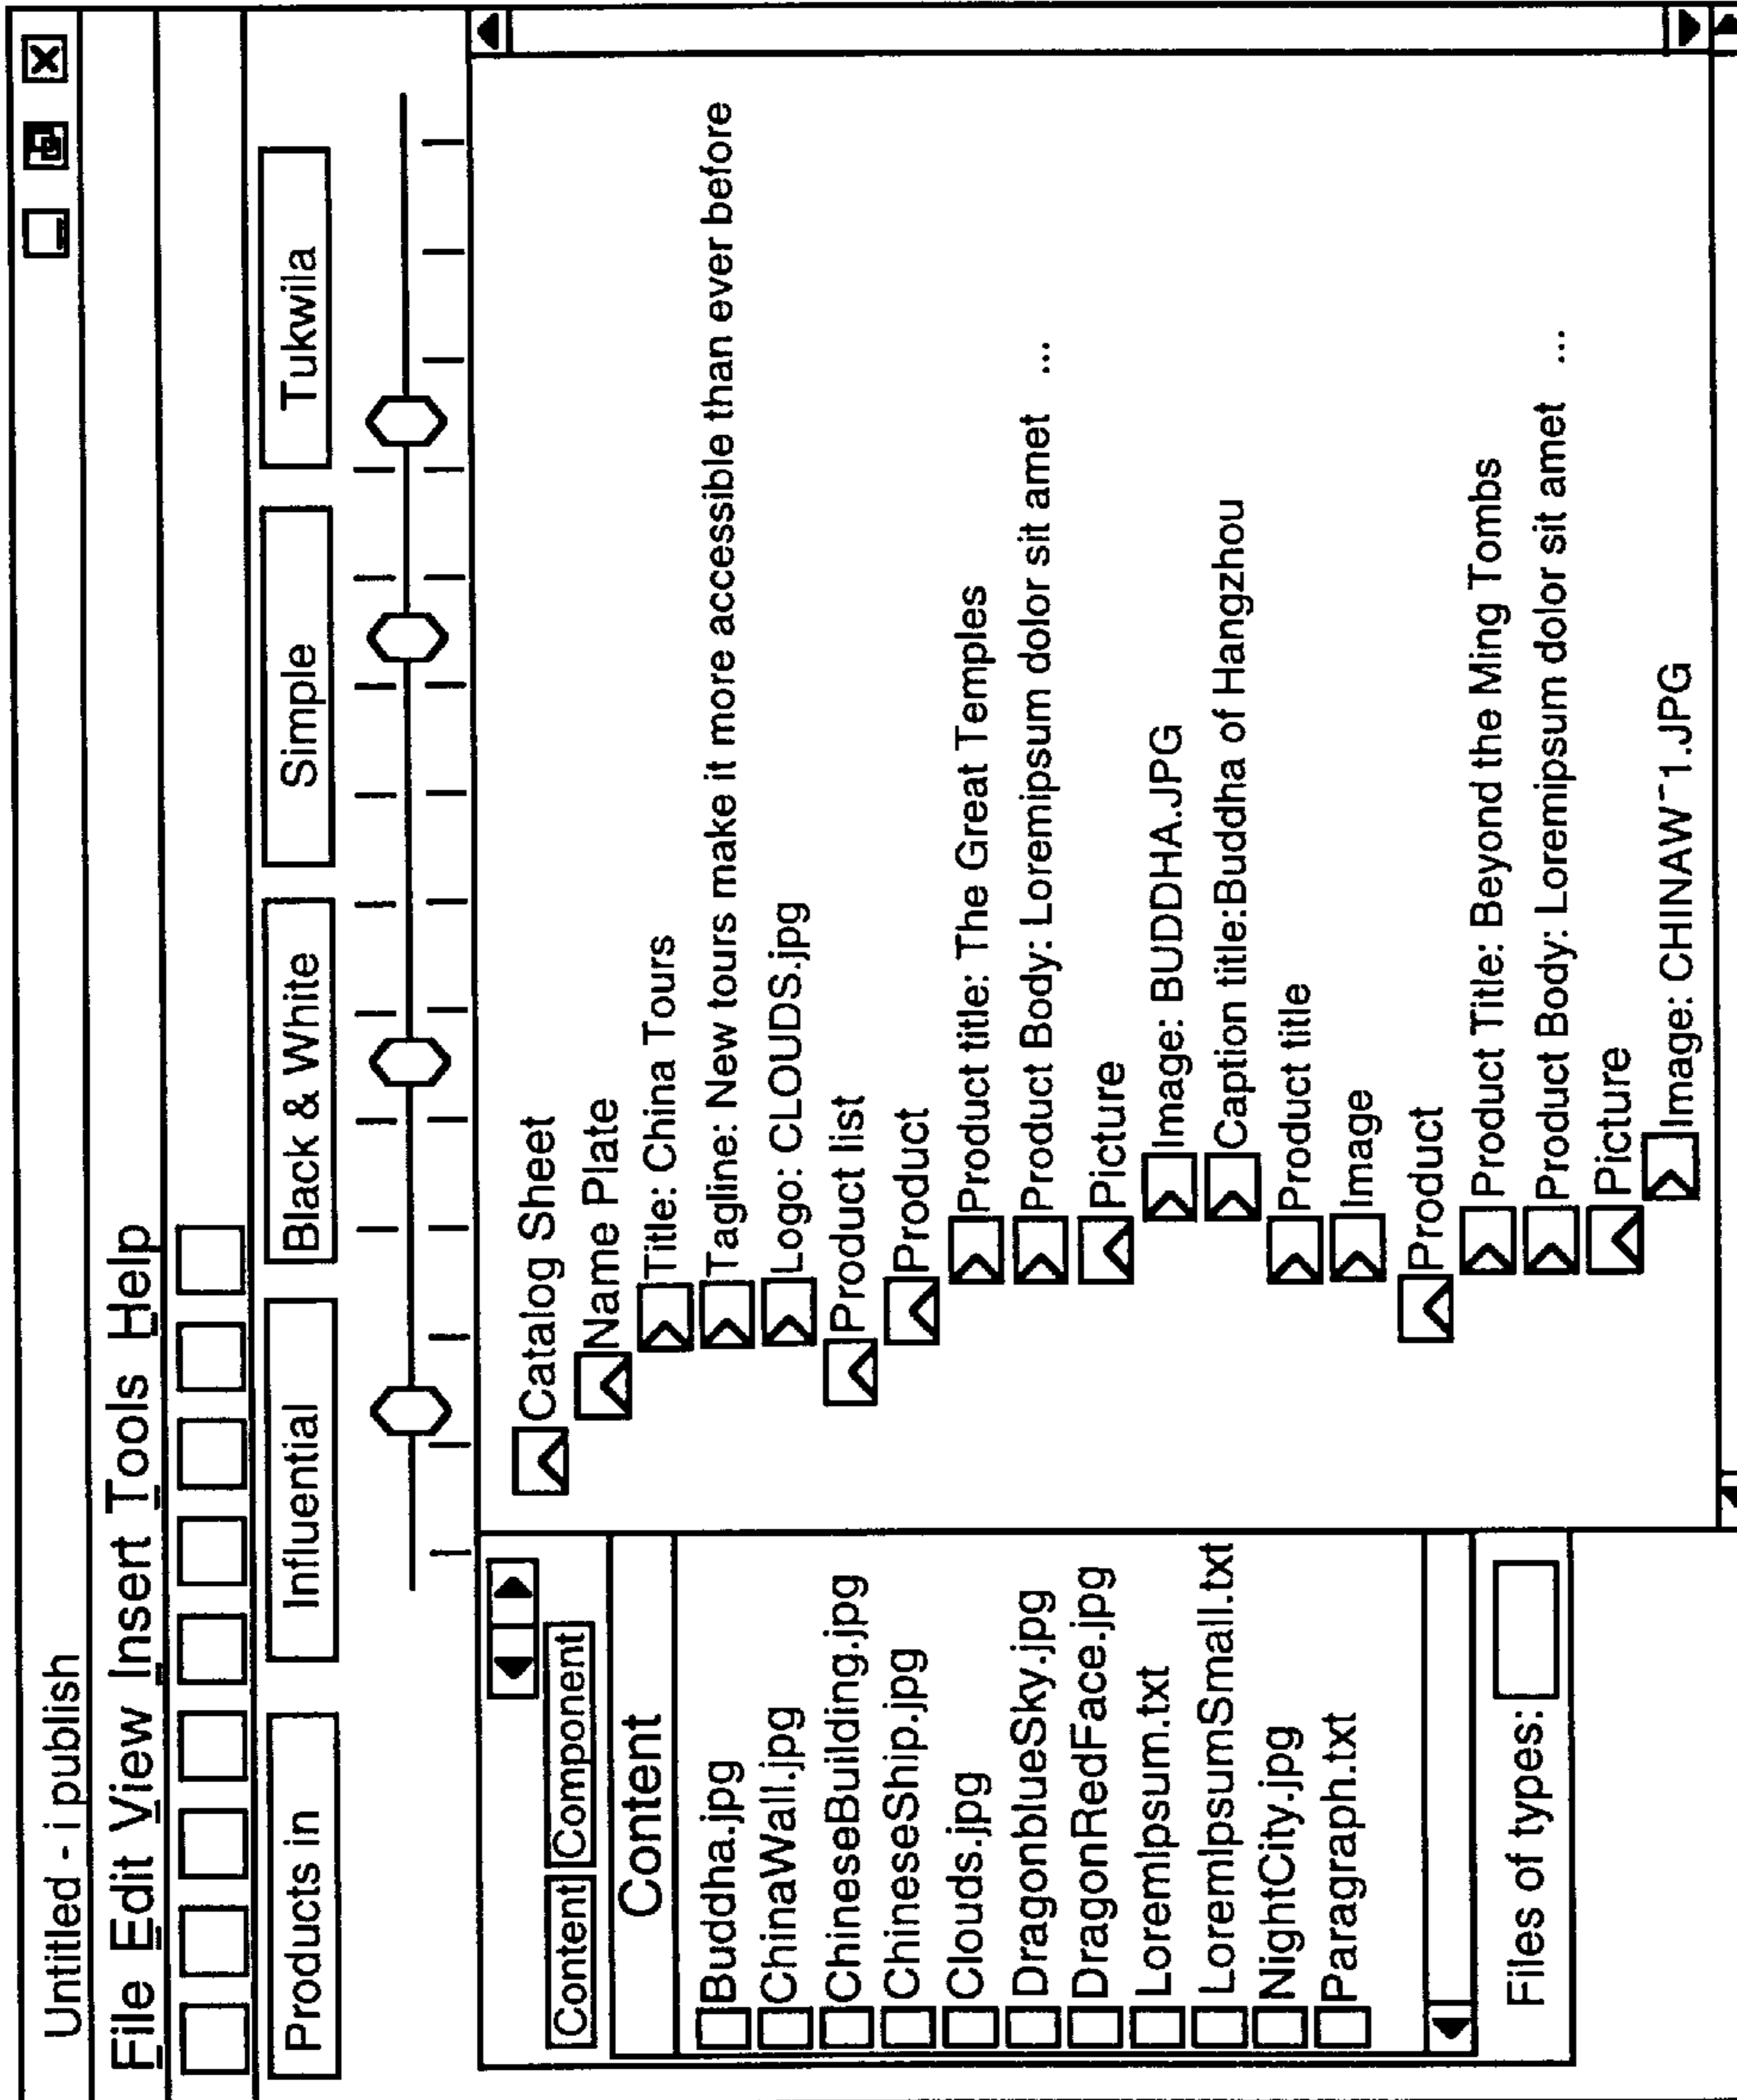 Untitled - i publish
File Edit View Insert Tools Help
Products in Influential Black & White Simple Tukwila
Content Component
Content
Buddha.jpg
ChinaWall.jpg
ChineseBuilding.jpg
ChineseShip.jpg
Clouds.jpg
DragonblueSky.jpg
DragonRedFace.jpg
LoremIpsum.txt
LoremIpsumSmall.txt
NightCity.jpg
Paragraph.txt
Files of types:
Catalog Sheet
Name Plate
Title: China Tours
Tagline: New tours make it more accessible than ever before
Logo: CLOUDS.jpg
Product list
Product
Product title: The Great Temples
Product Body: Loremipsum dolor sit amet ...
Picture
Image: BUDDHA.JPG
Caption title:Buddha of Hangzhou
Product title
Image
Product
Product Title: Beyond the Ming Tombs
Product Body: Loremipsum dolor sit amet ...
Picture
Image: CHINAW~1.JPG